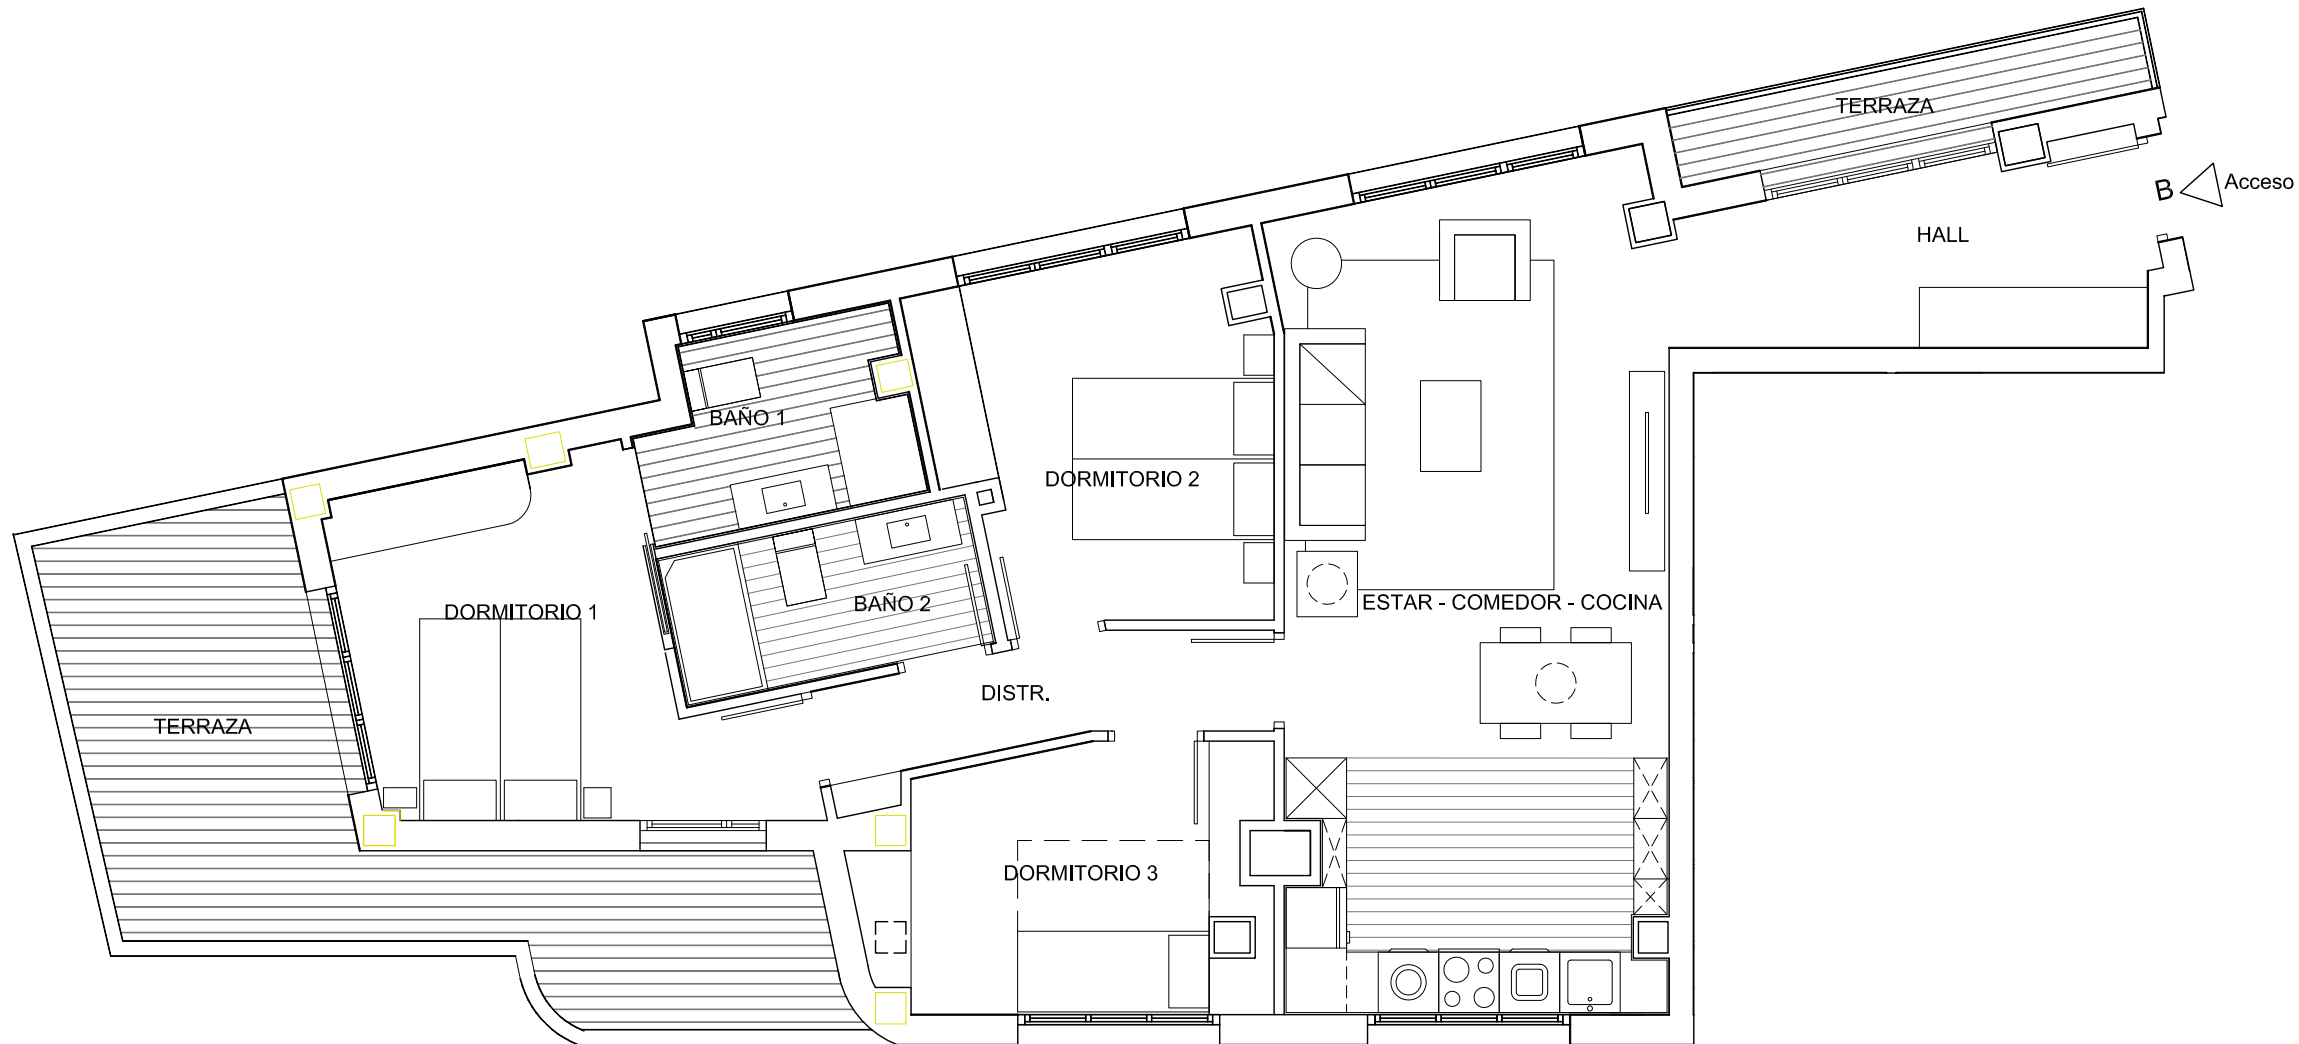 TERRAZA
B
Acceso
HALL
BAÑO 1
DORMITORIO 2
DORMITORIO 1
BAÑO 2
ESTAR - COMEDOR - COCINA
DISTR.
TERRAZA
DORMITORIO 3